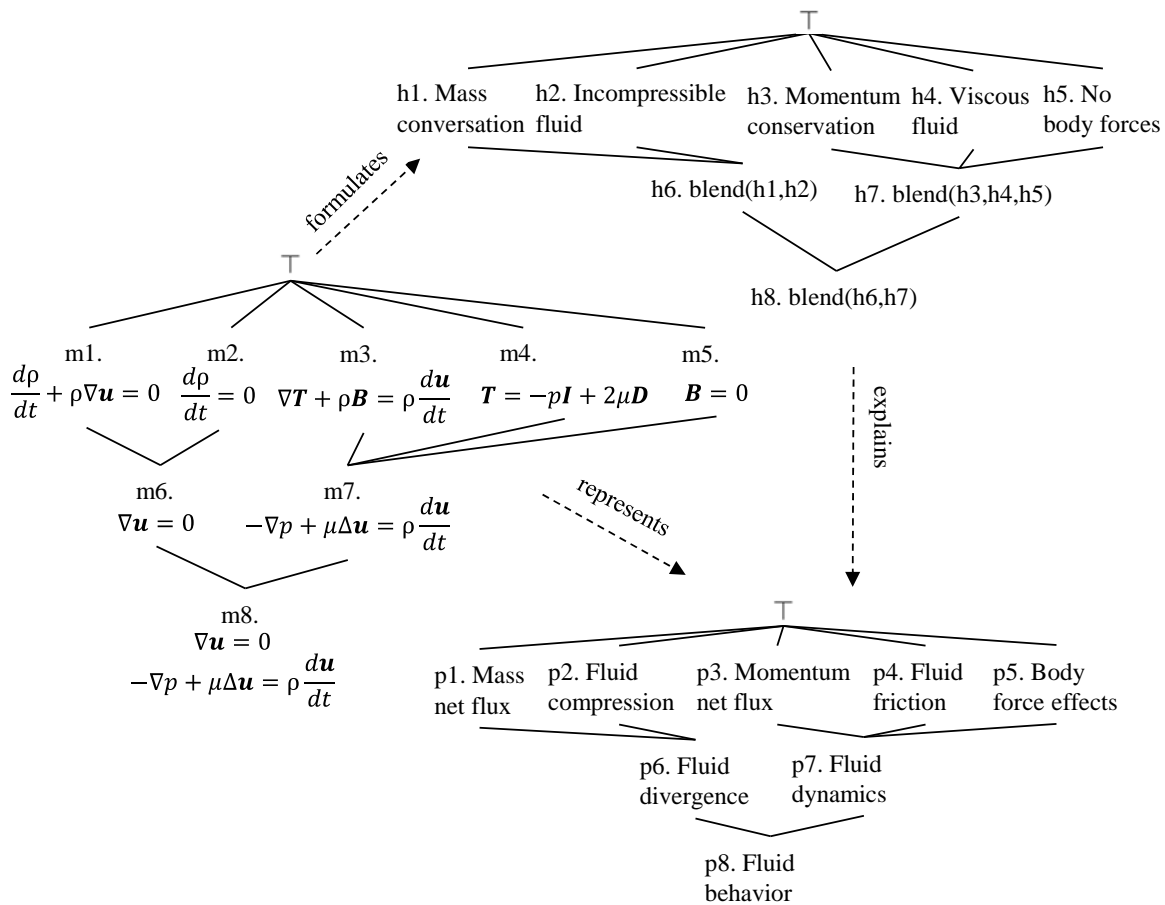 ⊤
h1. Mass
conversation
h2. Incompressible
fluid
h3. Momentum
conservation
h4. Viscous
fluid
h5. No
body forces
h6. blend(h1,h2)
h7. blend(h3,h4,h5)
h8. blend(h6,h7)
formulates
⊤
m1.
dρ/dt + ρ∇𝒖 = 0
m2.
dρ/dt = 0
m3.
∇𝑻 + ρ𝑩 = ρ d𝒖/dt
m4.
𝑻 = −p𝑰 + 2μ𝑫
m5.
𝑩 = 0
m6.
∇𝒖 = 0
m7.
−∇p + μΔ𝒖 = ρ d𝒖/dt
m8.
∇𝒖 = 0
−∇p + μΔ𝒖 = ρ d𝒖/dt
represents
explains
⊤
p1. Mass
net flux
p2. Fluid
compression
p3. Momentum
net flux
p4. Fluid
friction
p5. Body
force effects
p6. Fluid
divergence
p7. Fluid
dynamics
p8. Fluid
behavior